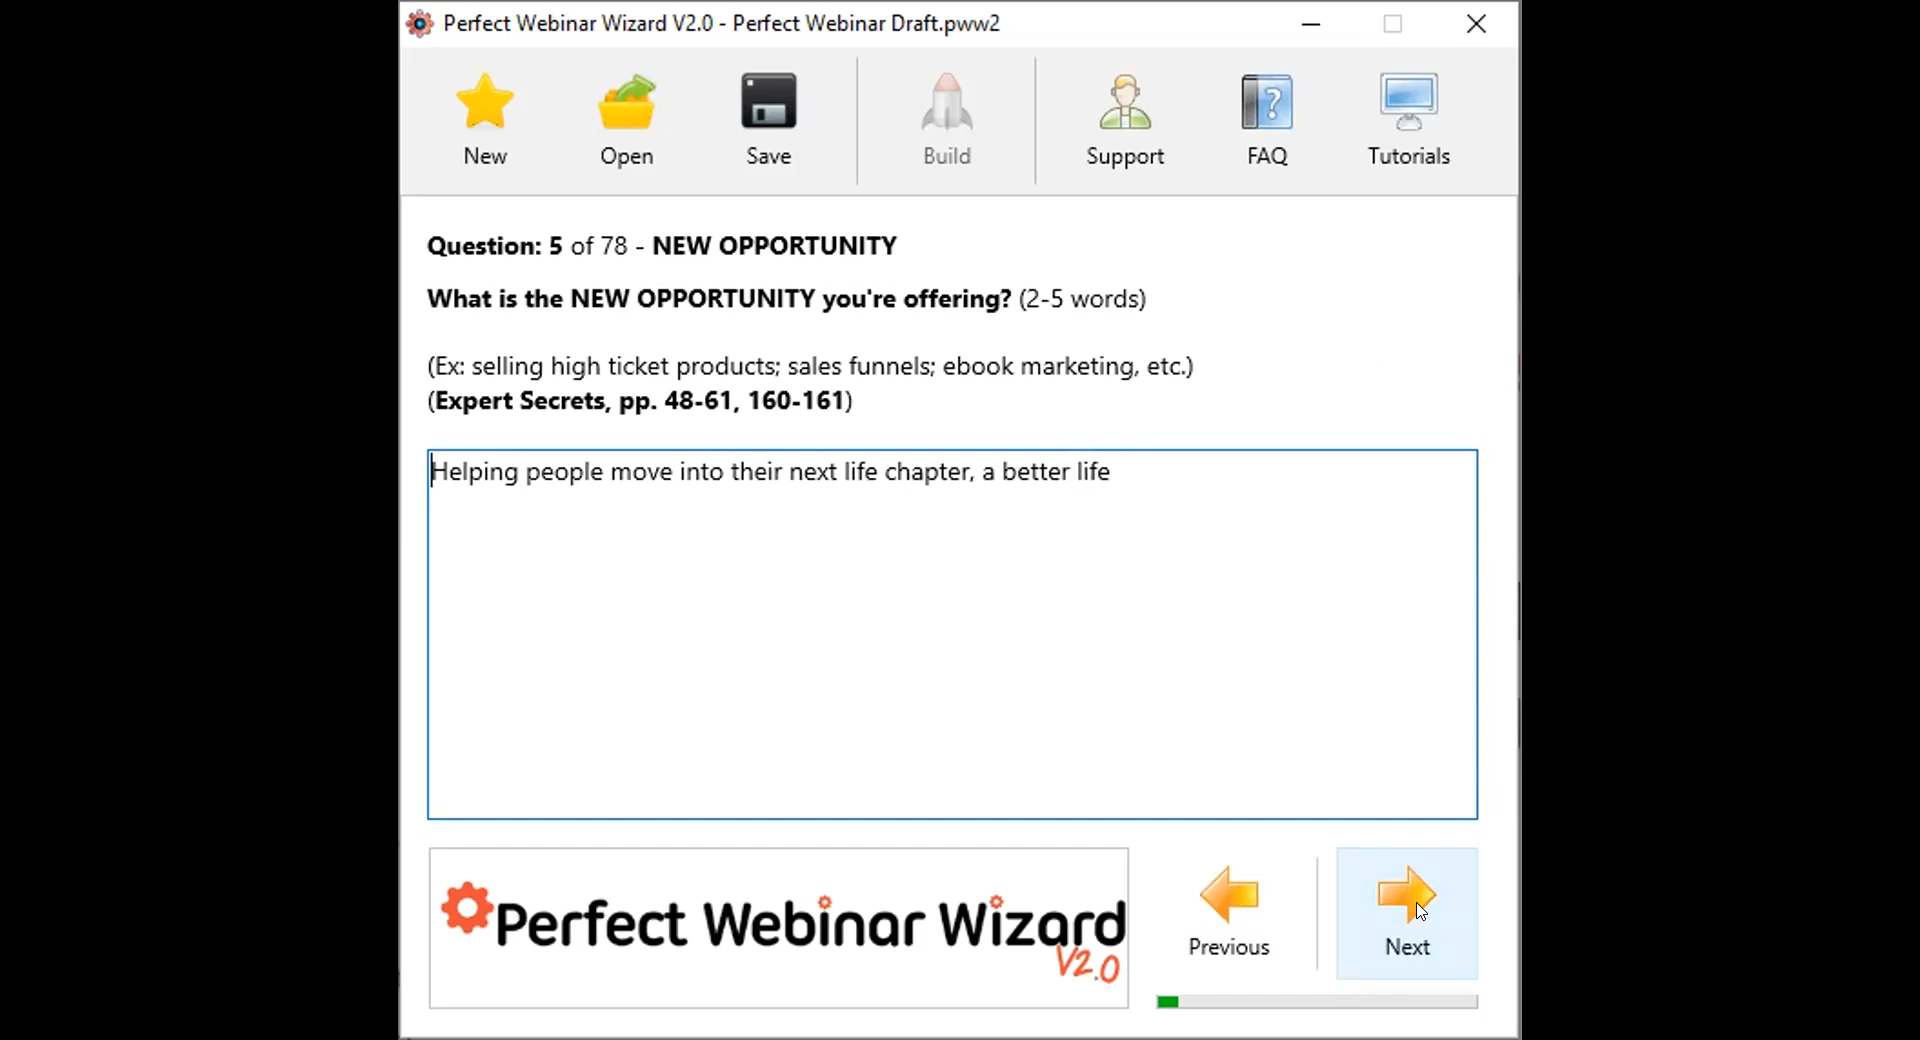 Perfect Webinar Wizard V2.0 - Perfect Webinar Draft.pww2
New Open Save Build Support FAQ Tutorials
Question: 5 of 78 - NEW OPPORTUNITY
What is the NEW OPPORTUNITY you're offering? (2-5 words)
(Ex: selling high ticket products; sales funnels; ebook marketing, etc.)
(Expert Secrets, pp. 48-61, 160-161)
Helping people move into their next life chapter, a better life
Perfect Webinar Wizard
V2.0
Previous Next